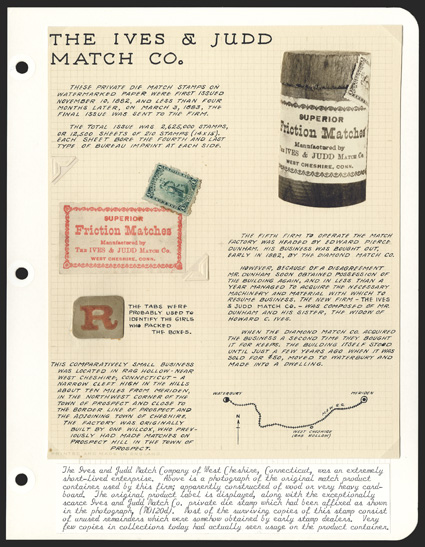 THE IVES & JUDD
MATCH CO.
THESE PRIVATE DIE MATCH STAMPS ON
WATERMARKED PAPER WERE FIRST ISSUED
NOVEMBER 10, 1882, AND LESS THAN FOUR
MONTHS LATER, ON MARCH 3, 1883, THE
FINAL ISSUE WAS SENT TO THE FIRM.
THE TOTAL ISSUE WAS 2,625,000 STAMPS,
OR 12,500 SHEETS OF 210 STAMPS (14x15).
EACH SHEET BORE THE FOURTH AND LAST
TYPE OF BUREAU IMPRINT AT EACH SIDE.
SUPERIOR
Friction Matches
Manufactured by
The IVES & JUDD Match Co.
WEST CHESHIRE, CONN.
SUPERIOR
Friction Matches
Manufactured by
The IVES & JUDD Match Co.
WEST CHESHIRE, CONN.
THE FIFTH FIRM TO OPERATE THE MATCH
FACTORY WAS HEADED BY EDWARD PIERCE
DUNHAM. HIS BUSINESS WAS BOUGHT OUT,
EARLY IN 1882, BY THE DIAMOND MATCH CO.
HOWEVER, BECAUSE OF A DISAGREEMENT
MR. DUNHAM SOON OBTAINED POSSESSION OF
THE BUILDING AGAIN, AND IN LESS THAN A
YEAR MANAGED TO ACQUIRE THE NECESSARY
MACHINERY AND MATERIAL WITH WHICH TO
RESUME BUSINESS. THE NEW FIRM - THE IVES
& JUDD MATCH CO. - WAS COMPOSED OF MR.
DUNHAM AND HIS SISTER, THE WIDOW OF
HOWARD C. IVES.
WHEN THE DIAMOND MATCH CO. ACQUIRED
THE BUSINESS A SECOND TIME THEY BOUGHT
IT FOR KEEPS. THE BUILDING ITSELF STOOD
UNTIL JUST A FEW YEARS AGO WHEN IT WAS
SOLD FOR $50, MOVED TO WATERBURY AND
MADE INTO A DWELLING.
R
THE TABS WERE
PROBABLY USED TO
IDENTIFY THE GIRLS
WHO PACKED
THE BOXES.
THIS COMPARATIVELY SMALL BUSINESS
WAS LOCATED IN RAG HOLLOW - NEAR
WEST CHESHIRE, CONNECTICUT - A
NARROW CLEFT HIGH IN THE HILLS
ABOUT TEN MILES FROM MERIDEN,
IN THE NORTHWEST CORNER OF THE
TOWN OF PROSPECT AND CLOSE TO
THE BORDER LINE OF PROSPECT AND
THE ADJOINING TOWN OF CHESHIRE.
THE FACTORY WAS ORIGINALLY
BUILT BY ONE WILCOX, WHO PREV-
IOUSLY HAD MADE MATCHES ON
PROSPECT HILL IN THE TOWN OF
PROSPECT.
WATERBURY
MERIDEN
N
WEST CHESHIRE
(RAG HOLLOW)
The Ives and Judd Match Company of West Cheshire, Connecticut, was an extremely
short-lived enterprise. Above is a photograph of the original match product
container used by this firm; apparently constructed of wood or very heavy card-
board. The original product label is displayed, along with the exceptionally
scarce Ives and Judd Match Co. private die stamp which had been affixed as shown
in the photograph, (RO120d). Most of the surviving copies of this stamp consist
of unused remainders which were somehow obtained by early stamp dealers. Very
few copies in collections today had actually seen usage on the product container.